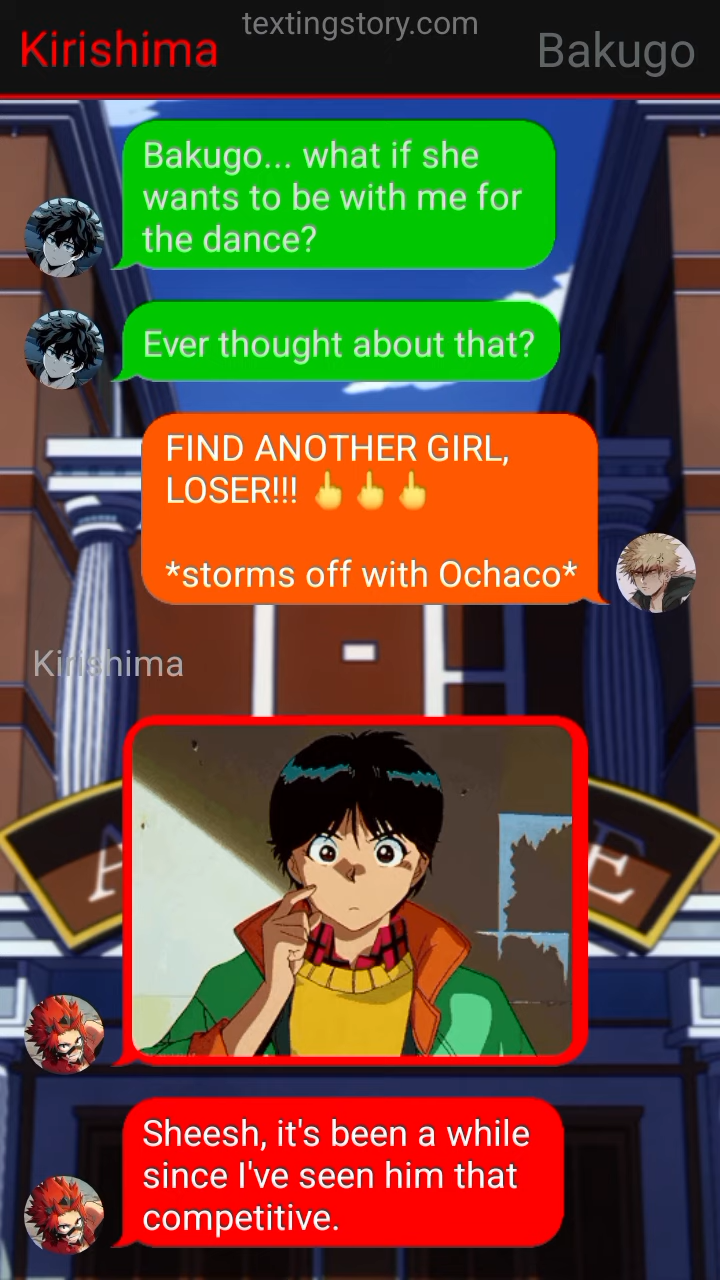 textingstory.com
Kirishima
Bakugo
Bakugo... what if she
wants to be with me for
the dance?
Ever thought about that?
FIND ANOTHER GIRL,
LOSER!!! 🖕🖕🖕
*storms off with Ochaco*
Kirishima
A
E
Sheesh, it's been a while
since I've seen him that
competitive.